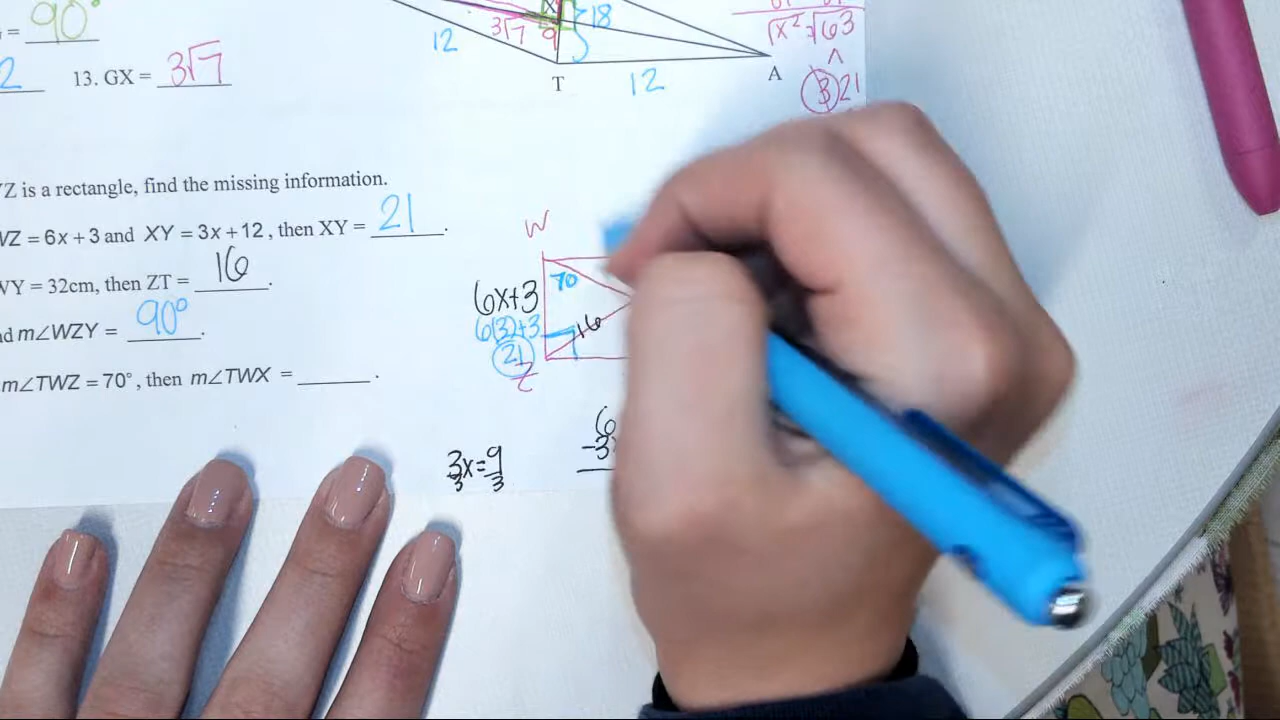 = 90°
2 13. GX = 3√7
12
3√7
9
X
18
T
12
A
√x² = √63
3 21
Z is a rectangle, find the missing information.
VZ = 6x + 3 and XY = 3x + 12, then XY = 21.
VY = 32cm, then ZT = 16.
nd m∠WZY = 90°.
m∠TWZ = 70°, then m∠TWX = ______.
W
70
6x+3
6(3)+3
21
16
Z
3x = 9
3 3
6
-3